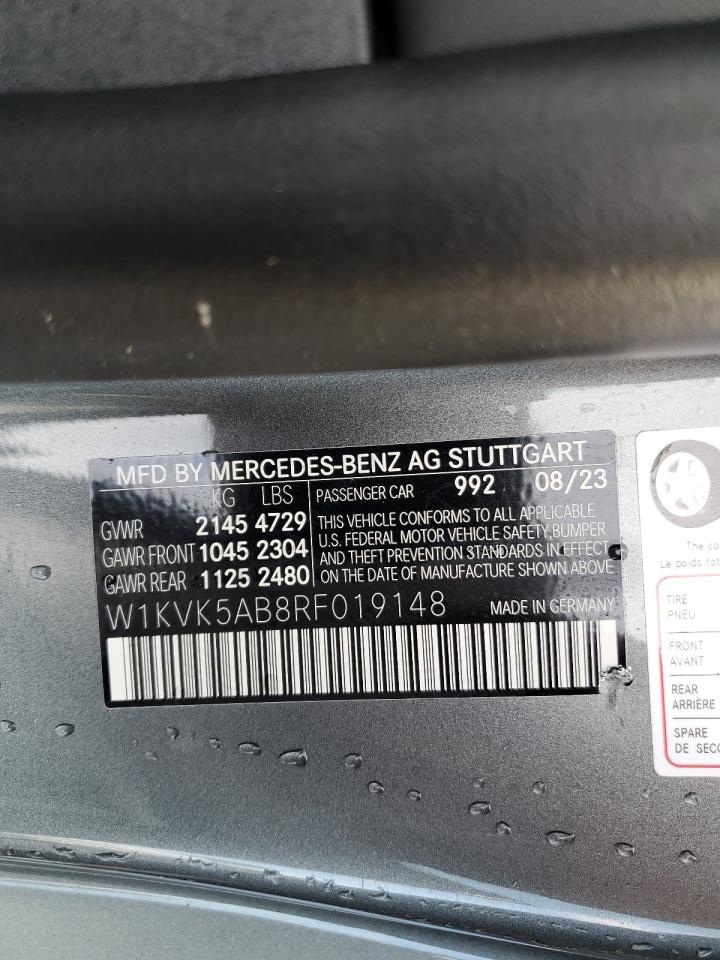 MFD BY MERCEDES-BENZ AG STUTTGART
KG LBS
PASSENGER CAR 992 08/23
GVWR 2145 4729
GAWR FRONT 1045 2304
GAWR REAR 1125 2480
THIS VEHICLE CONFORMS TO ALL APPLICABLE
U.S. FEDERAL MOTOR VEHICLE SAFETY, BUMPER
AND THEFT PREVENTION STANDARDS IN EFFECT
ON THE DATE OF MANUFACTURE SHOWN ABOVE
W1KVK5AB8RF019148 MADE IN GERMANY
The co
Le poids tot
TIRE
PNEU
FRONT
AVANT
REAR
ARRIÈRE
SPARE
DE SECO